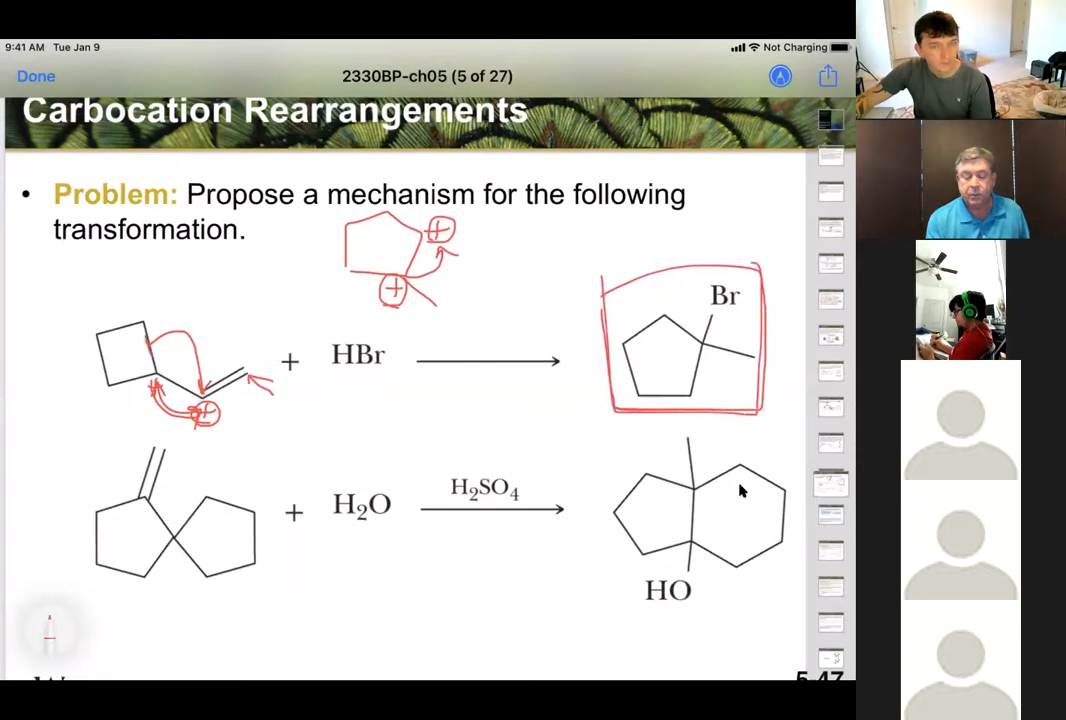 9:41 AM Tue Jan 9
Not Charging
Done
2330BP-ch05 (5 of 27)
Carbocation Rearrangements
• Problem: Propose a mechanism for the following
transformation.
+
+
Br
+ HBr
+
H₂SO₄
+ H₂O
HO
5-47